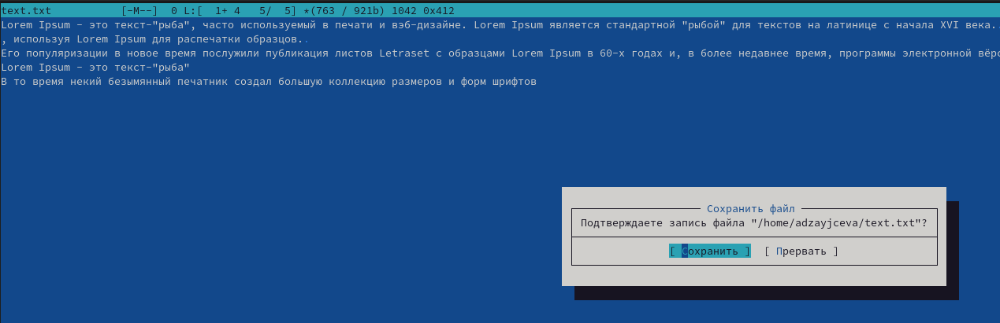 text.txt [-M--] 0 L:[ 1+ 4 5/ 5] *(763 / 921b) 1042 0x412
Lorem Ipsum - это текст-"рыба", часто используемый в печати и вэб-дизайне. Lorem Ipsum является стандартной "рыбой" для текстов на латинице с начала XVI века.
, используя Lorem Ipsum для распечатки образцов..
Его популяризации в новое время послужили публикация листов Letraset с образцами Lorem Ipsum в 60-х годах и, в более недавнее время, программы электронной вёрс
Lorem Ipsum - это текст-"рыба"
В то время некий безымянный печатник создал большую коллекцию размеров и форм шрифтов
Сохранить файл
Подтверждаете запись файла "/home/adzayjceva/text.txt"?
[ Сохранить ] [ Прервать ]